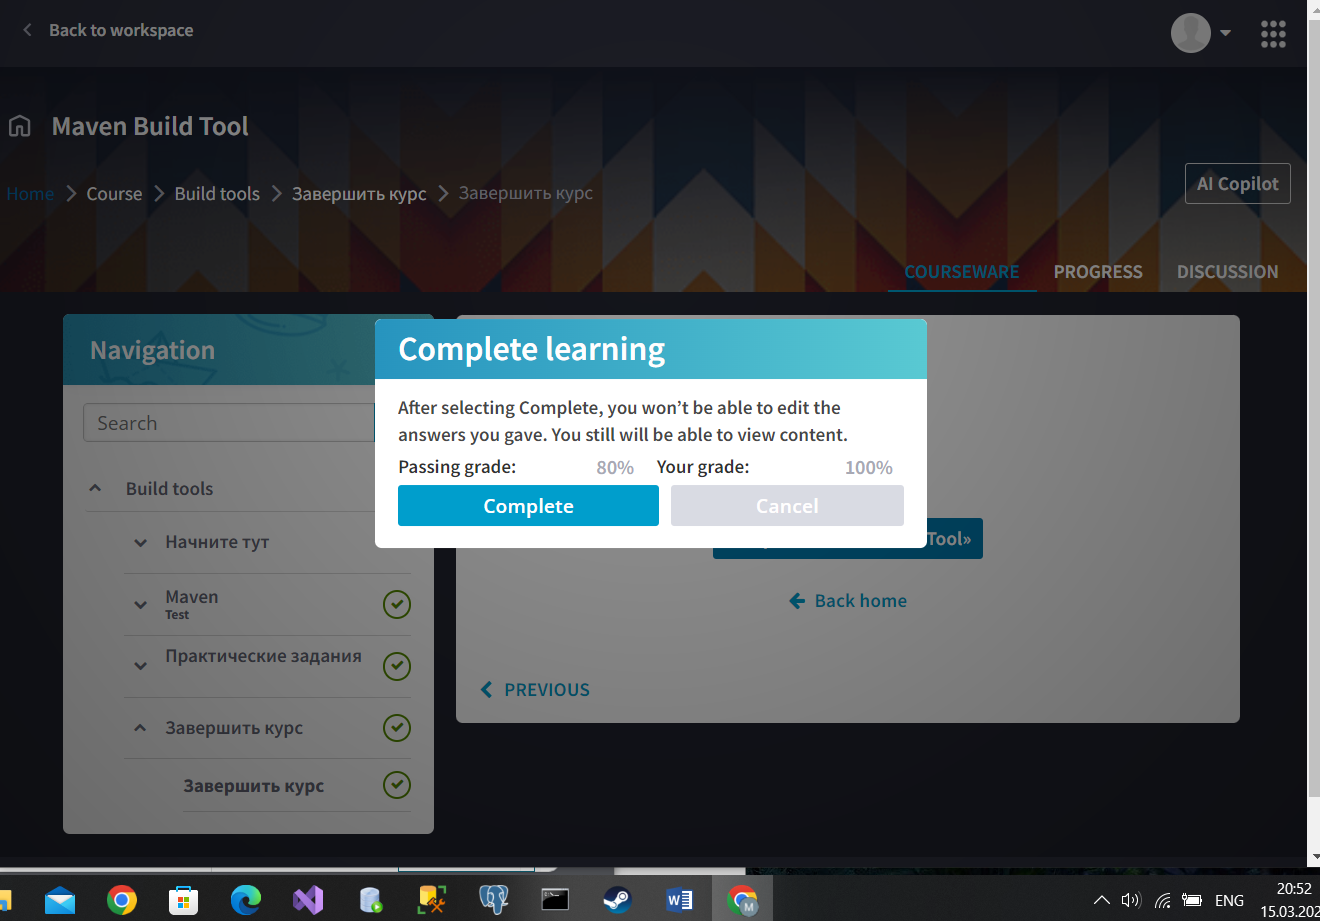 Back to workspace
Maven Build Tool
Home Course Build tools Завершить курс Завершить курс
AI Copilot
COURSEWARE PROGRESS DISCUSSION
Navigation
Search
Build tools
Начните тут
Maven
Test
Практические задания
Завершить курс
Завершить курс
Complete learning
After selecting Complete, you won’t be able to edit the
answers you gave. You still will be able to view content.
Passing grade: 80% Your grade: 100%
Complete Cancel
Tool»
Back home
PREVIOUS
ENG
20:52
15.03.202
M